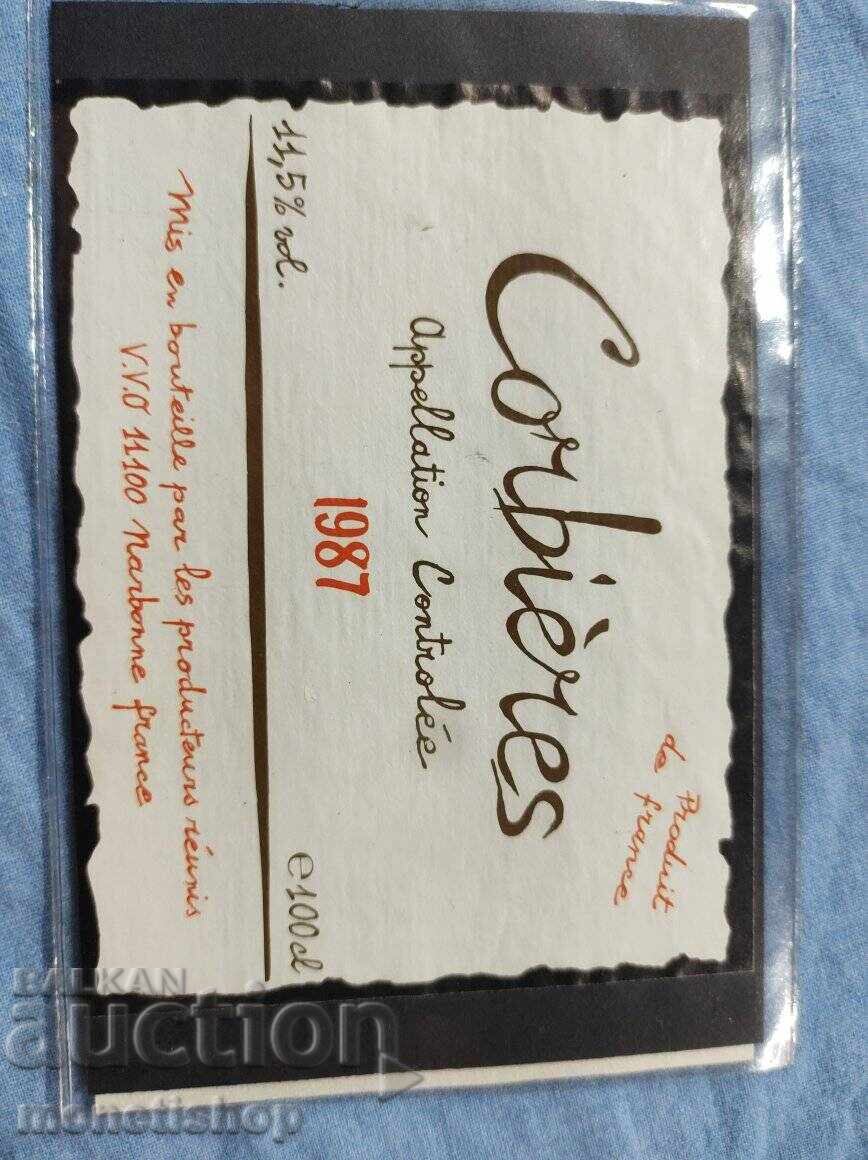 Produit
de france
Corbières
Appellation Controlée
1987
11,5% vol.
e 100 cl
Mis en bouteille par les producteurs réunis
V.V.O 11100 Narbonne france
BALKAN
auction
monetishop